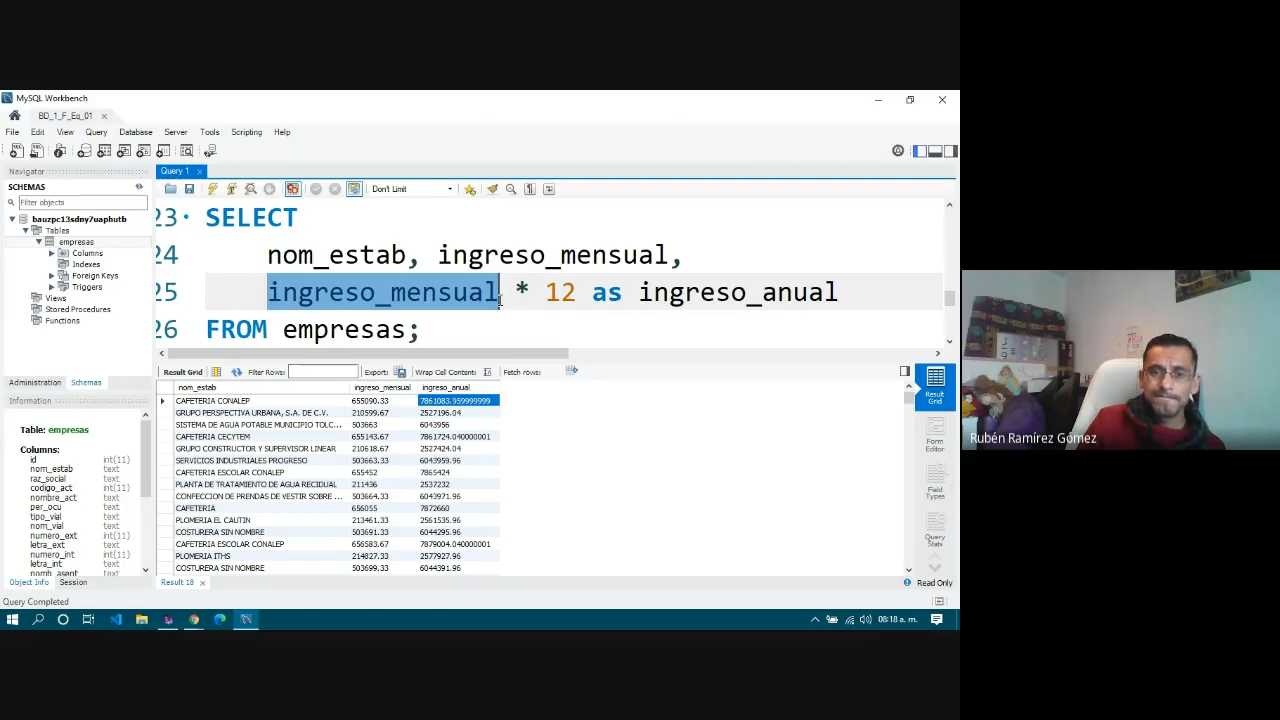 MySQL Workbench
BD_1_F_Eq_01
File Edit View Query Database Server Tools Scripting Help
Navigator
SCHEMAS
Filter objects
bauzpc13sdny7uaphutb
Tables
empresas
Columns
Indexes
Foreign Keys
Triggers
Views
Stored Procedures
Functions
Administration Schemas
Information
Table: empresas
Columns:
id int(11)
nom_estab text
raz_social text
codigo_act int(11)
nombre_act text
per_ocu text
tipo_vial text
nom_vial text
numero_ext int(11)
letra_ext text
numero_int int(11)
letra_int text
nomb_asent text
Object Info Session
Query Completed
Query 1
Don't Limit
23 SELECT
24 nom_estab, ingreso_mensual,
25 ingreso_mensual * 12 as ingreso_anual
26 FROM empresas;
Result Grid Filter Rows: Export: Wrap Cell Content: Fetch rows:
nom_estab ingreso_mensual ingreso_anual
CAFETERIA CONALEP 655090.33 7861083.959999999
GRUPO PERSPECTIVA URBANA, S.A. DE C.V. 210599.67 2527196.04
SISTEMA DE AGUA POTABLE MUNICIPIO TOLC... 503663 6043956
CAFETERIA CECYTEM 655143.67 7861724.040000001
GRUPO CONSTRUCTOR Y SUPERVISOR LINEAR 210618.67 2527424.04
SERVICIOS INDUSTRIALES PROGRESO 503663.33 6043959.96
CAFETERIA ESCOLAR CONALEP 655452 7865424
PLANTA DE TRATAMIENTO DE AGUA RECIDUAL 211436 2537232
CONFECCION DE PRENDAS DE VESTIR SOBRE ... 503664.33 6043971.96
CAFETERIA 656055 7872660
PLOMERIA EL CAUTIN 213461.33 2561535.96
COSTURERA SIN NOMBRE 503691.33 6044295.96
CAFETERIA ESCOLAR CONALEP 656583.67 7879004.040000001
PLOMERIA ITHS 214827.33 2577927.96
COSTURERA SIN NOMBRE 503699.33 6044391.96
Result 18
Result Grid
Form Editor
Field Types
Query Stats
Read Only
08:18 a. m.
Rubén Ramírez Gómez